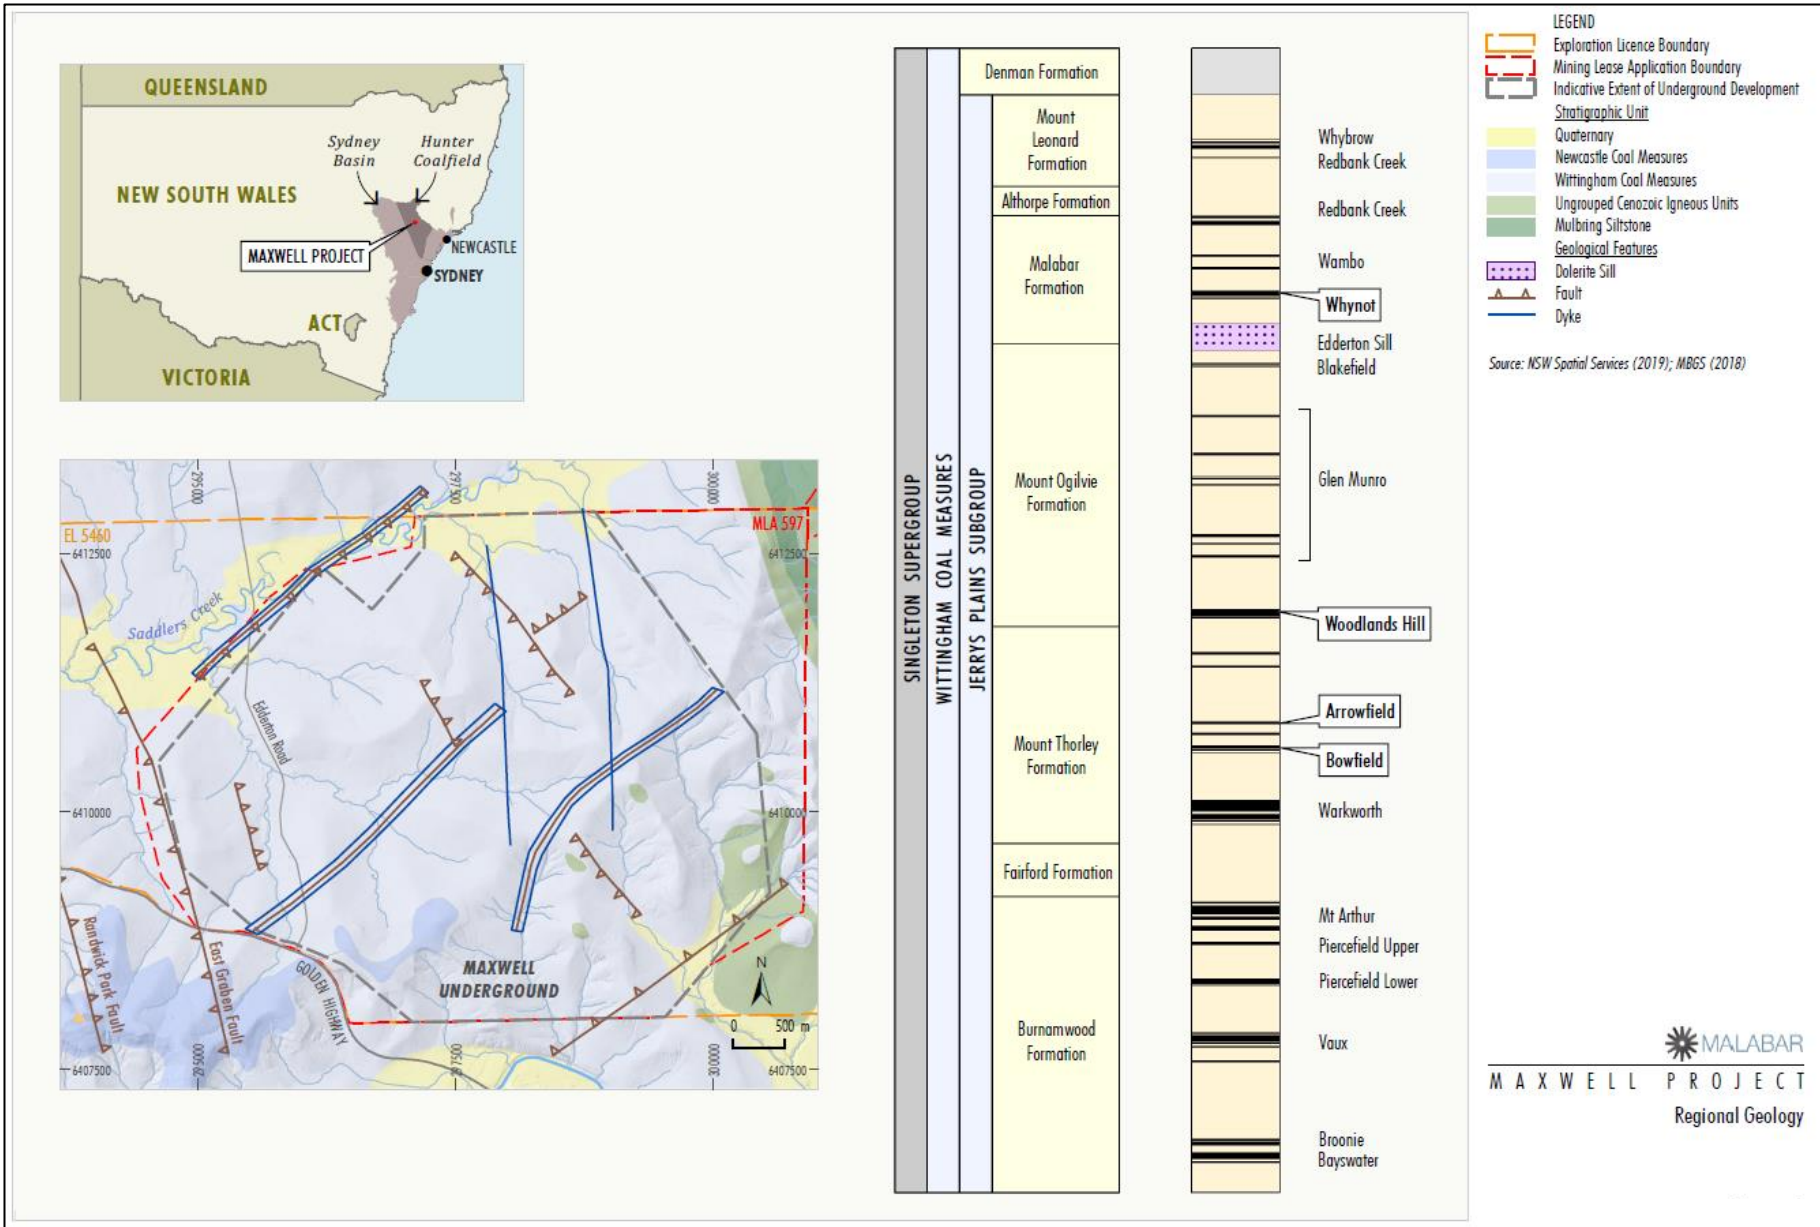 QUEENSLAND
Sydney
Basin
Hunter
Coalfield
NEW SOUTH WALES
MAXWELL PROJECT
NEWCASTLE
SYDNEY
ACT
VICTORIA
295000
297500
300000
EL 5460
MLA 597
6412500
6412500
Saddlers Creek
Edderton Road
6410000
6410000
Randwick Park Fault
East Graben Fault
GOLDEN HIGHWAY
MAXWELL
UNDERGROUND
N
0 500 m
6407500
6407500
295000
297500
300000
SINGLETON SUPERGROUP
WITTINGHAM COAL MEASURES
JERRYS PLAINS SUBGROUP
Denman Formation
Mount
Leonard
Formation
Althorpe Formation
Malabar
Formation
Mount Ogilvie
Formation
Mount Thorley
Formation
Fairford Formation
Burnamwood
Formation
Whybrow
Redbank Creek
Redbank Creek
Wambo
Whynot
Edderton Sill
Blakefield
Glen Munro
Woodlands Hill
Arrowfield
Bowfield
Warkworth
Mt Arthur
Piercefield Upper
Piercefield Lower
Vaux
Broonie
Bayswater
LEGEND
Exploration Licence Boundary
Mining Lease Application Boundary
Indicative Extent of Underground Development
Stratigraphic Unit
Quaternary
Newcastle Coal Measures
Wittingham Coal Measures
Ungrouped Cenozoic Igneous Units
Mulbring Siltstone
Geological Features
Dolerite Sill
Fault
Dyke
Source: NSW Spatial Services (2019); MBGS (2018)
MALABAR
MAXWELL PROJECT
Regional Geology